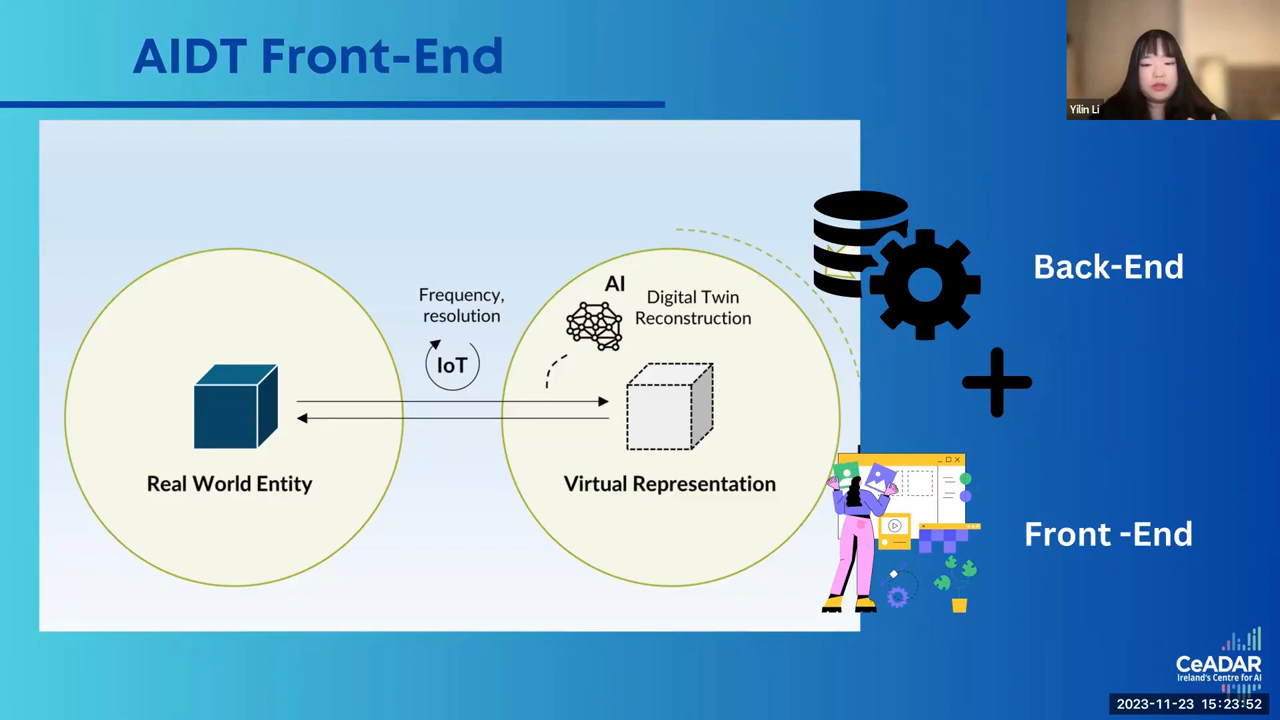 AIDT Front-End
Yilin Li
Frequency,
resolution
IoT
AI
Digital Twin
Reconstruction
Real World Entity
Virtual Representation
Back-End
Front -End
CeADAR
Ireland's Centre for AI
2023-11-23 15:23:52